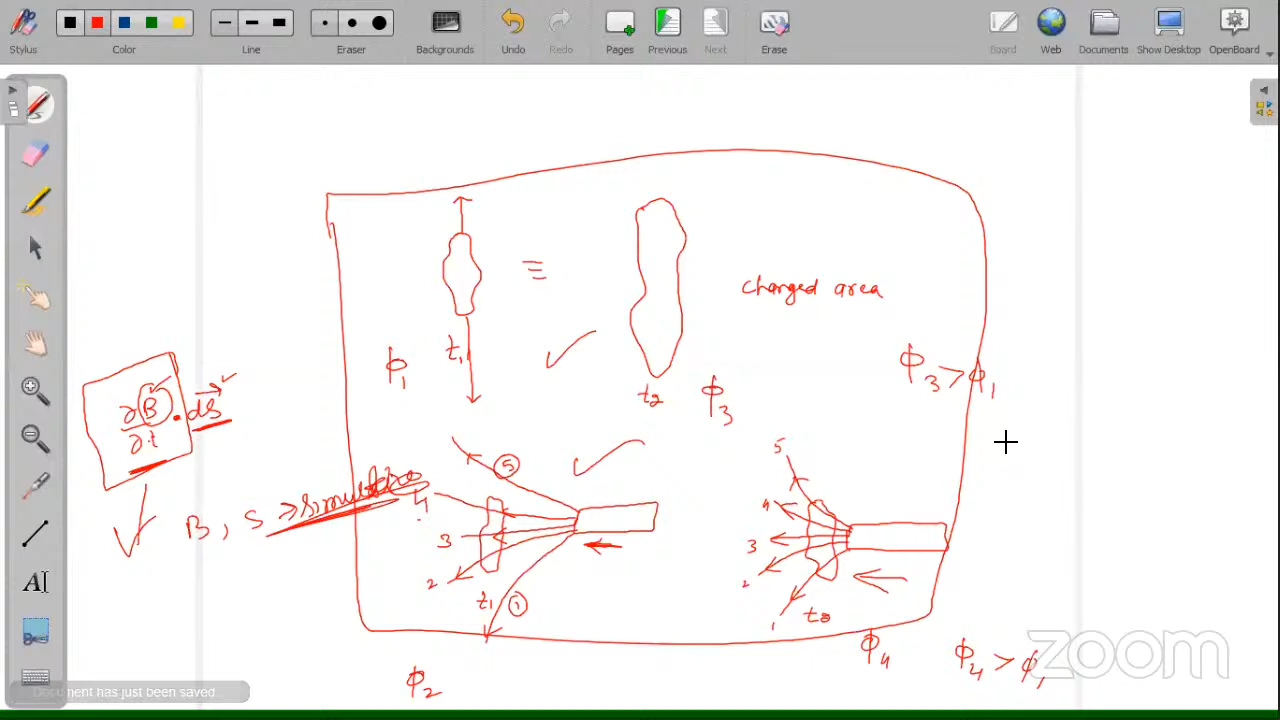 Stylus
Color
Line
Eraser
Backgrounds
Undo
Redo
Pages
Previous
Next
Erase
Board
Web
Documents
Show Desktop
OpenBoard
≡
changed area
t1
ϕ1
t2
ϕ3
ϕ3 > ϕ1
∂B/∂t · dS
B, S →
5
4
3
2
t1
1
ϕ2
5
4
3
2
1
ϕ4
ϕ4 > ϕ1
zoom
Document has just been saved...